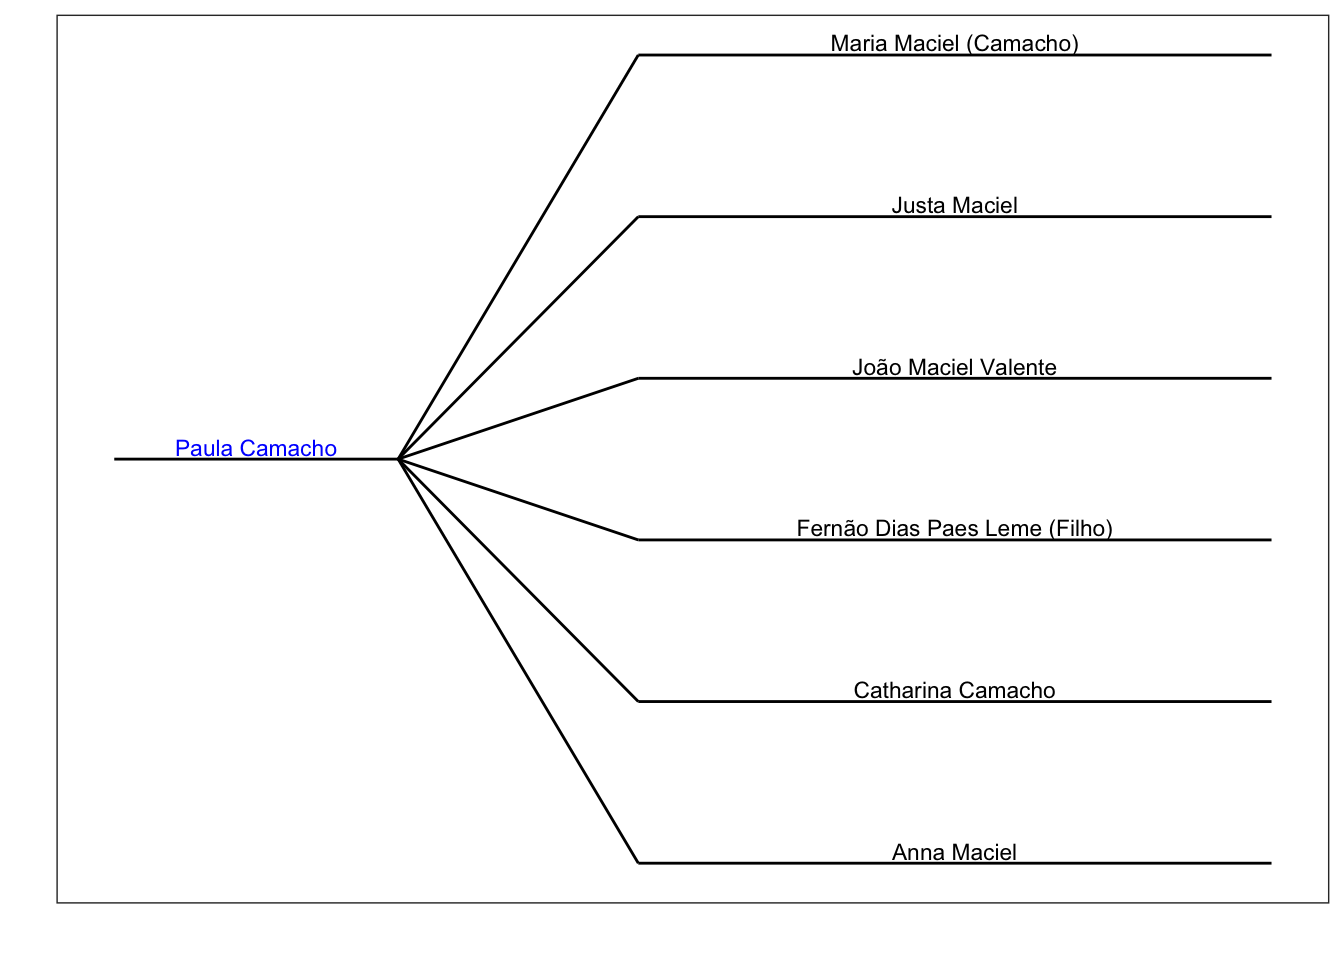 Maria Maciel (Camacho)
Justa Maciel
João Maciel Valente
Paula Camacho
Fernão Dias Paes Leme (Filho)
Catharina Camacho
Anna Maciel